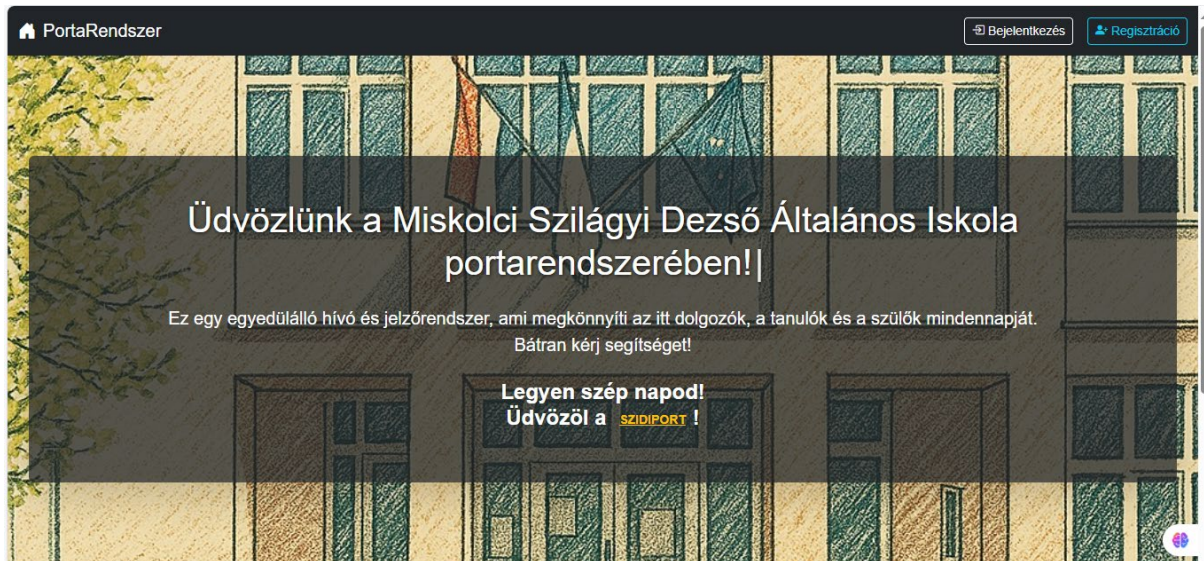 PortaRendszer
Bejelentkezés
Regisztráció
Üdvözlünk a Miskolci Szilágyi Dezső Általános Iskola
portarendszerében!|
Ez egy egyedülálló hívó és jelzőrendszer, ami megkönnyíti az itt dolgozók, a tanulók és a szülők mindennapját.
Bátran kérj segítséget!
Legyen szép napod!
Üdvözöl a SZIDIPORT !